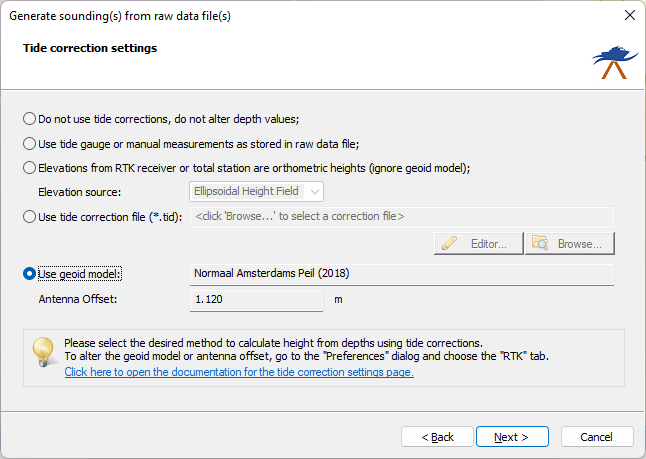 Generate sounding(s) from raw data file(s)
Tide correction settings
Do not use tide corrections, do not alter depth values;
Use tide gauge or manual measurements as stored in raw data file;
Elevations from RTK receiver or total station are orthometric heights (ignore geoid model);
Elevation source: Ellipsoidal Height Field
Use tide correction file (*.tid): <click 'Browse...' to select a correction file>
Editor... Browse...
Use geoid model: Normaal Amsterdams Peil (2018)
Antenna Offset: 1.120 m
Please select the desired method to calculate height from depths using tide corrections.
To alter the geoid model or antenna offset, go to the "Preferences" dialog and choose the "RTK" tab.
Click here to open the documentation for the tide correction settings page.
< Back Next > Cancel